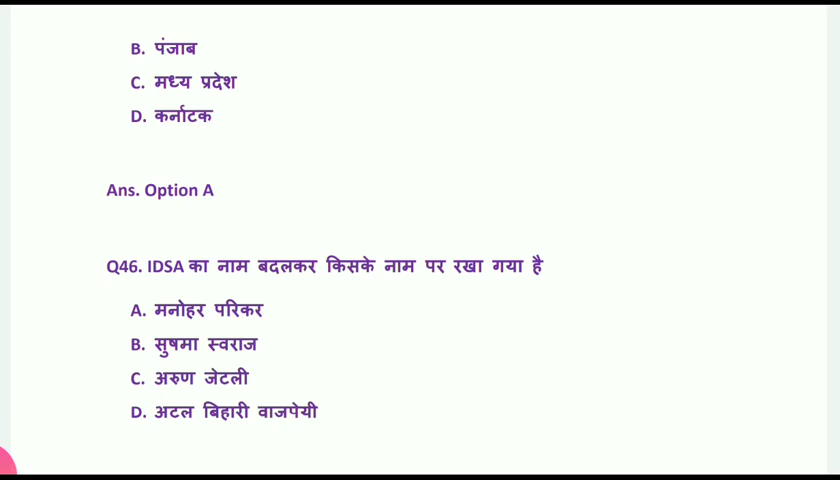 B. पंजाब
C. मध्य प्रदेश
D. कर्नाटक
Ans. Option A
Q46. IDSA का नाम बदलकर किसके नाम पर रखा गया है
A. मनोहर परिकर
B. सुषमा स्वराज
C. अरुण जेटली
D. अटल बिहारी वाजपेयी